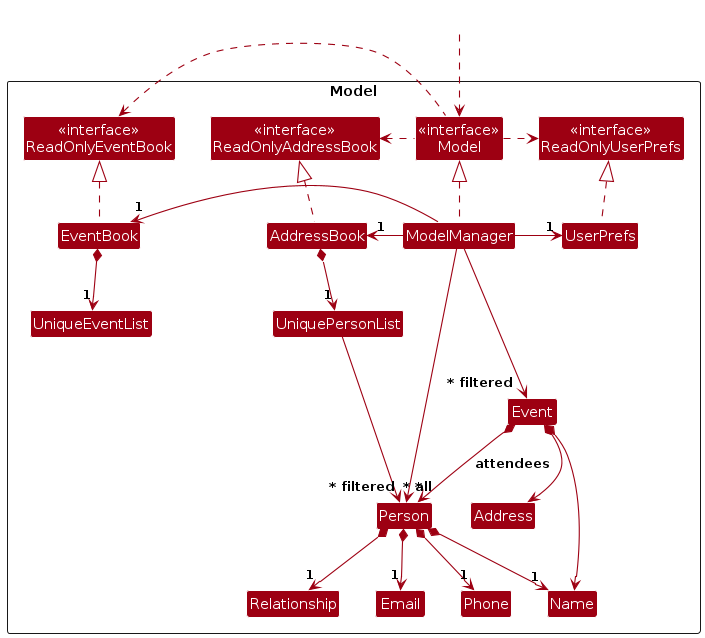 Model
«interface»
ReadOnlyEventBook
«interface»
ReadOnlyAddressBook
«interface»
Model
«interface»
ReadOnlyUserPrefs
1
EventBook
AddressBook
1
ModelManager
1
UserPrefs
1
UniqueEventList
1
UniquePersonList
* filtered
Event
attendees
* filtered
* all
*
Person
Address
1
Relationship
1
Email
1
Phone
1
Name